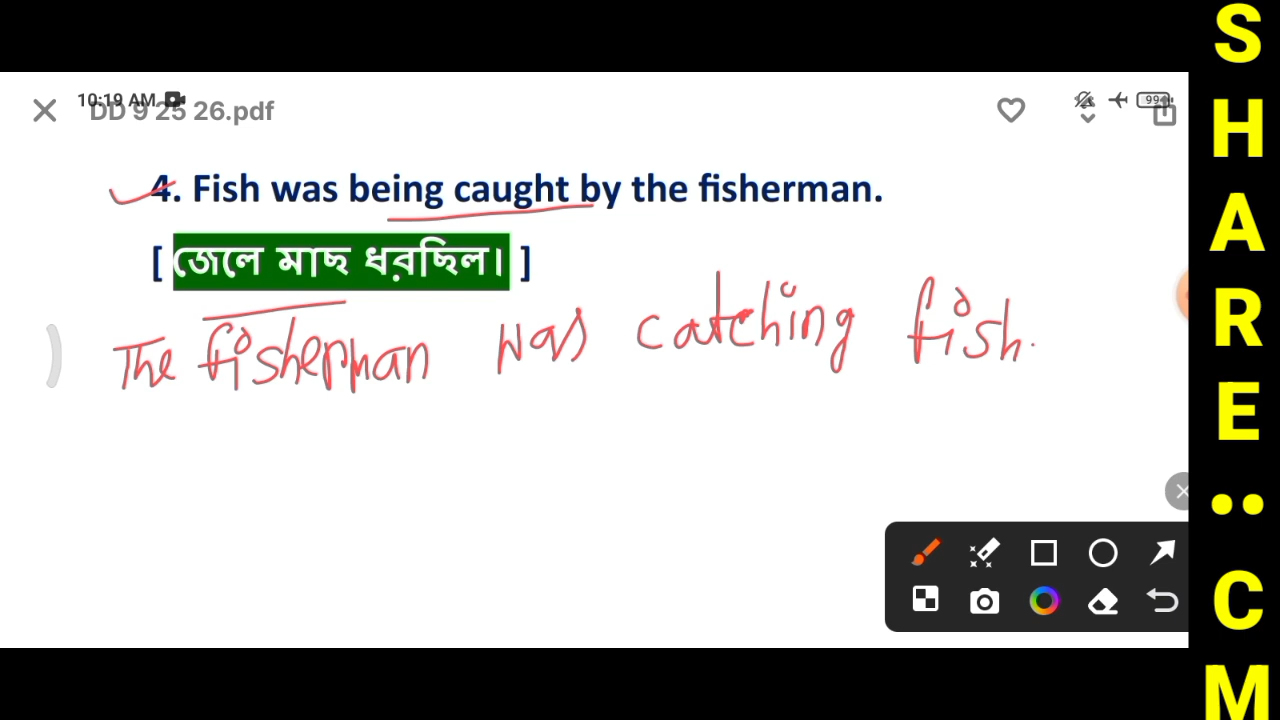 10:19 AM
DD 9 25 26.pdf
99
4. Fish was being caught by the fisherman.
[ জেলে মাছ ধরছিল। ]
The fisherman was catching fish.
SHARE••CM